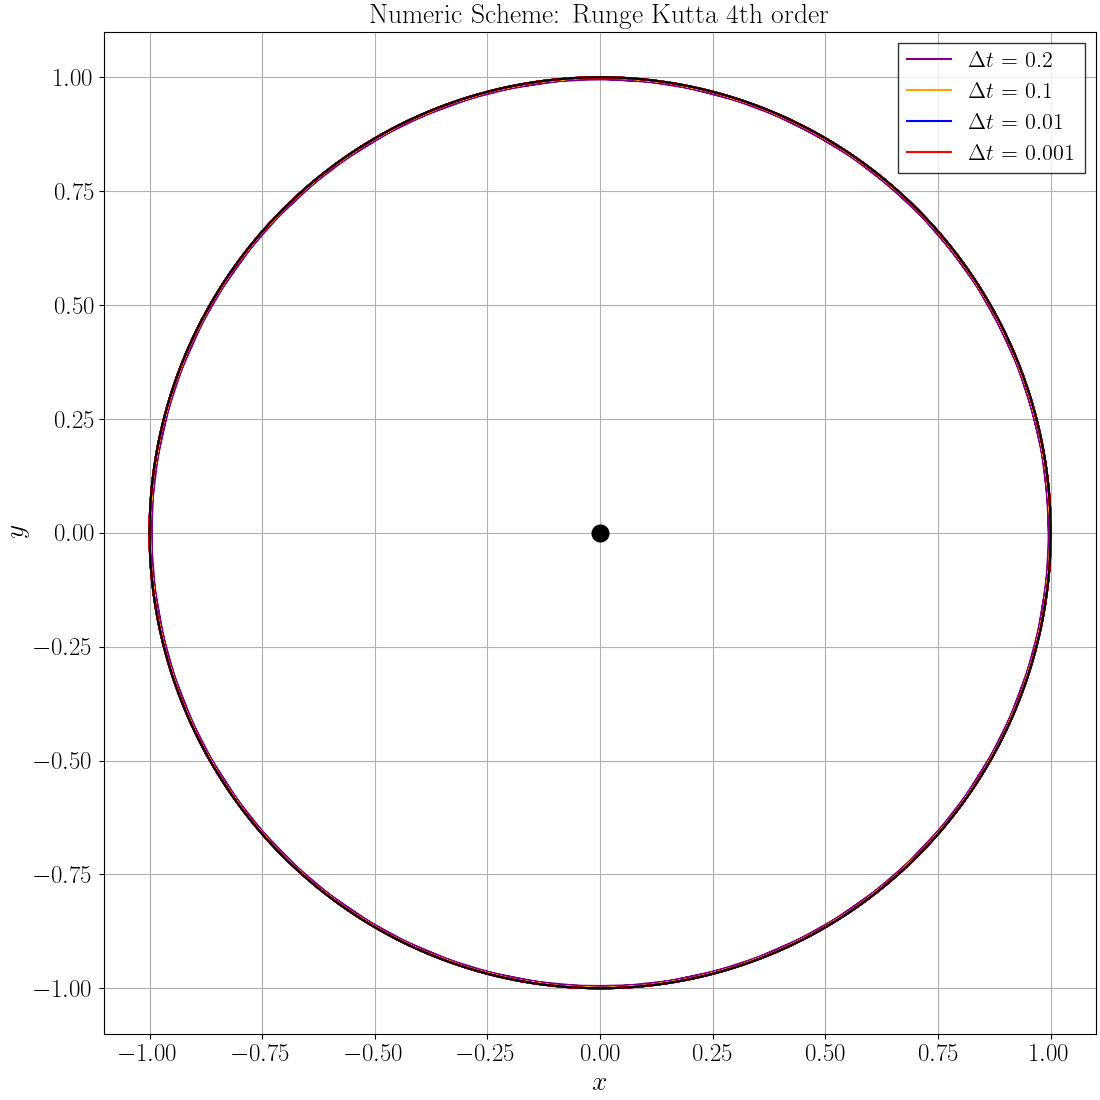 Numeric Scheme: Runge Kutta 4th order
Δt = 0.2
Δt = 0.1
Δt = 0.01
Δt = 0.001
1.00
0.75
0.50
0.25
0.00
−0.25
−0.50
−0.75
−1.00
y
−1.00 −0.75 −0.50 −0.25 0.00 0.25 0.50 0.75 1.00
x